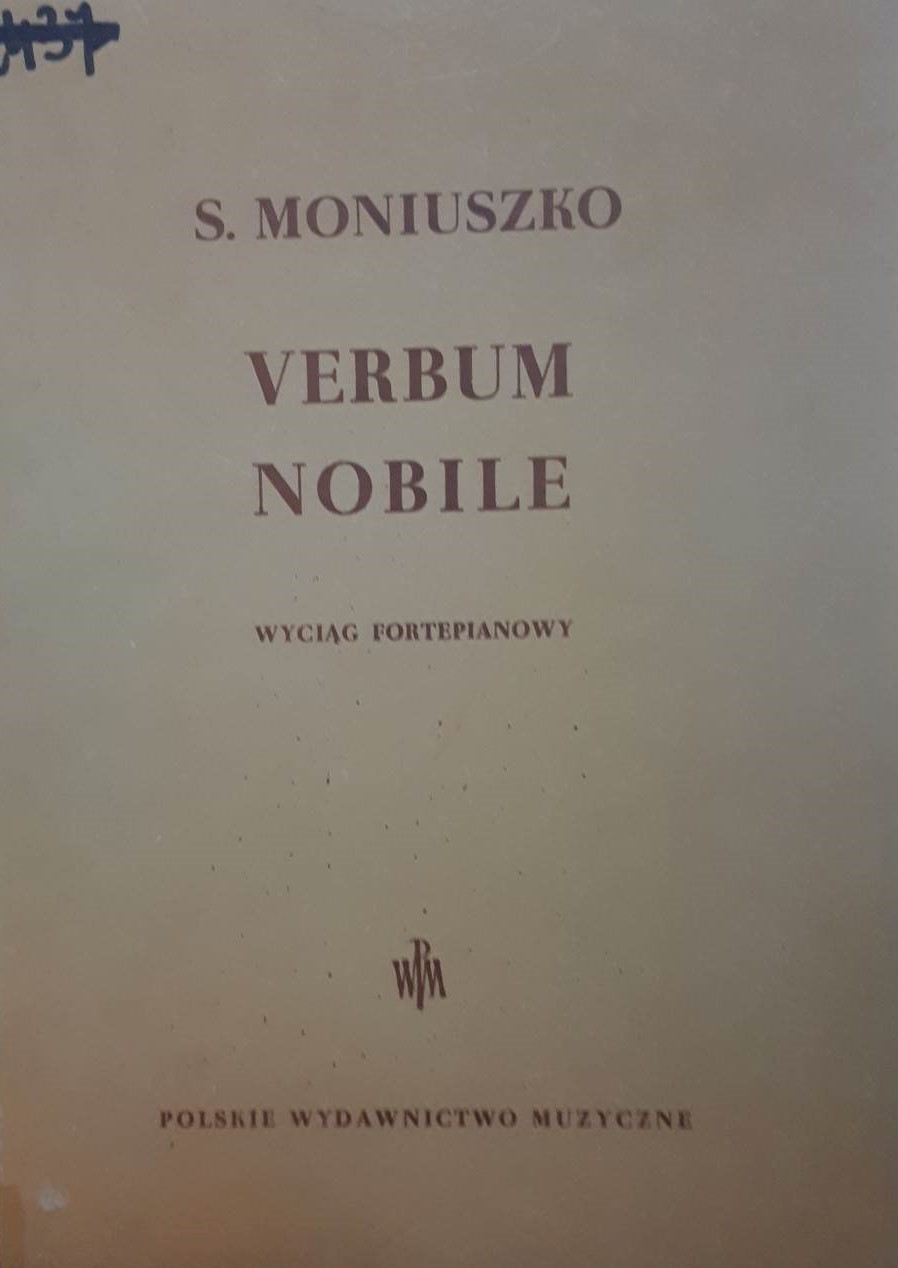 S. MONIUSZKO
VERBUM
NOBILE
WYCIĄG FORTEPIANOWY
PWM
POLSKIE WYDAWNICTWO MUZYCZNE